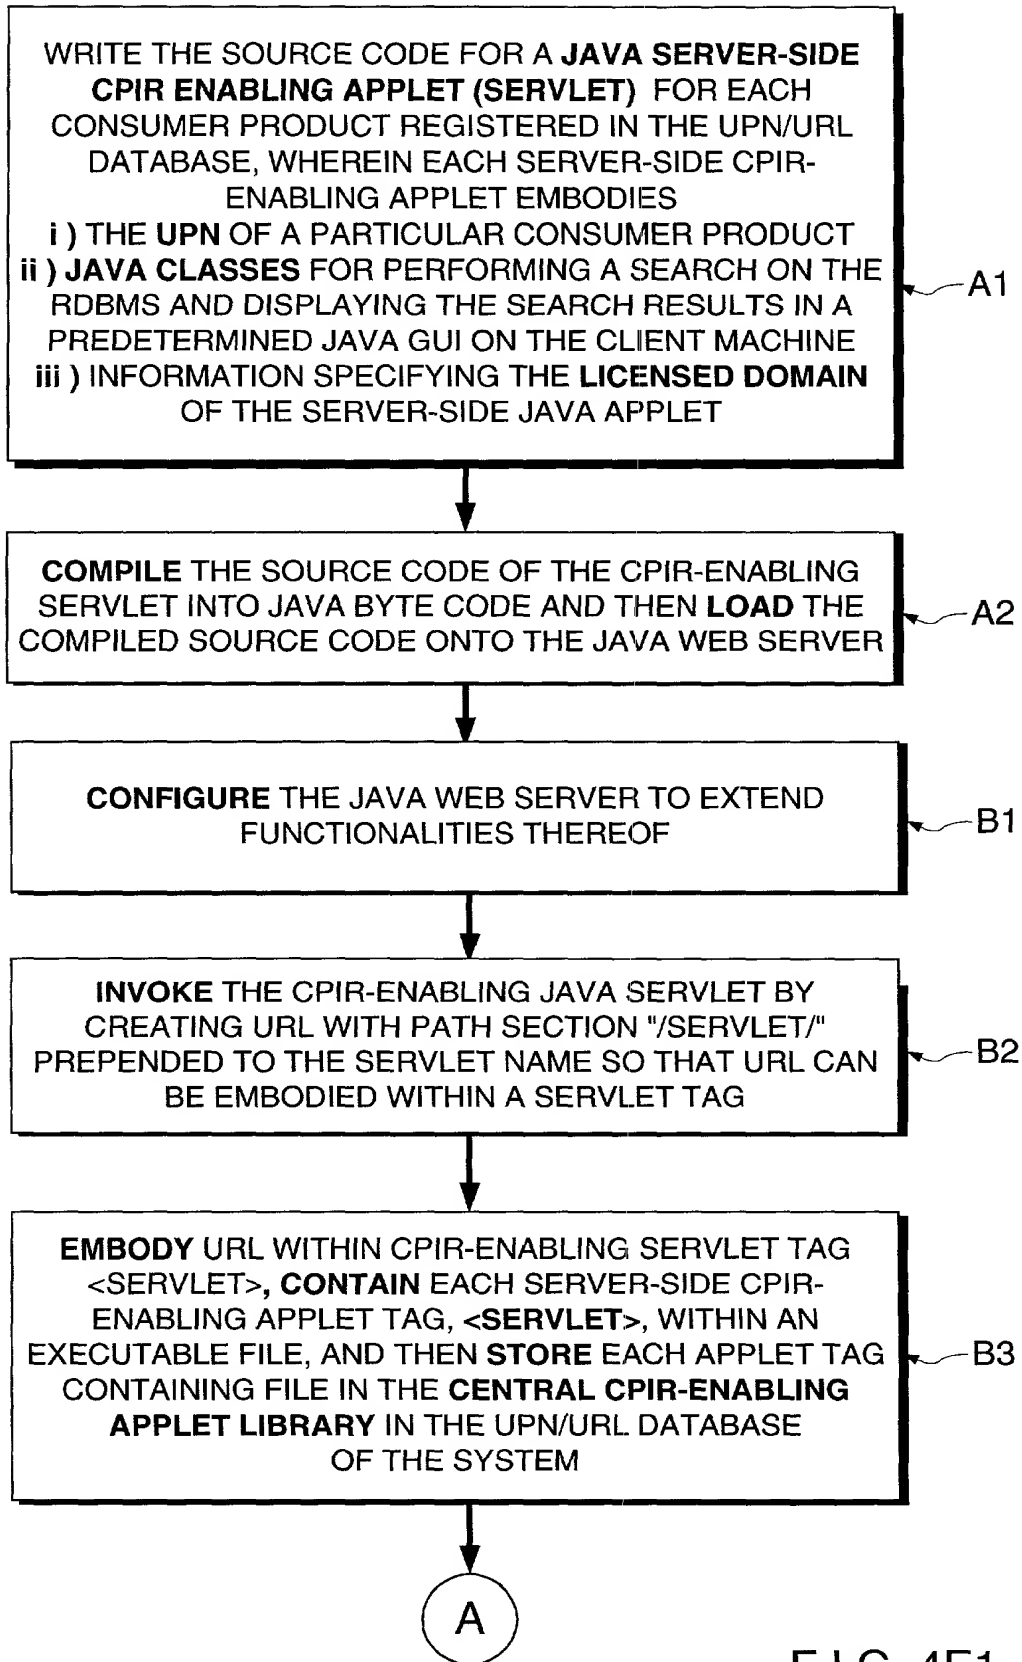 WRITE THE SOURCE CODE FOR A JAVA SERVER-SIDE
CPIR ENABLING APPLET (SERVLET) FOR EACH
CONSUMER PRODUCT REGISTERED IN THE UPN/URL
DATABASE, WHEREIN EACH SERVER-SIDE CPIR-
ENABLING APPLET EMBODIES
i ) THE UPN OF A PARTICULAR CONSUMER PRODUCT
ii ) JAVA CLASSES FOR PERFORMING A SEARCH ON THE
RDBMS AND DISPLAYING THE SEARCH RESULTS IN A
PREDETERMINED JAVA GUI ON THE CLIENT MACHINE
iii ) INFORMATION SPECIFYING THE LICENSED DOMAIN
OF THE SERVER-SIDE JAVA APPLET
A1
COMPILE THE SOURCE CODE OF THE CPIR-ENABLING
SERVLET INTO JAVA BYTE CODE AND THEN LOAD THE
COMPILED SOURCE CODE ONTO THE JAVA WEB SERVER
A2
CONFIGURE THE JAVA WEB SERVER TO EXTEND
FUNCTIONALITIES THEREOF
B1
INVOKE THE CPIR-ENABLING JAVA SERVLET BY
CREATING URL WITH PATH SECTION "/SERVLET/"
PREPENDED TO THE SERVLET NAME SO THAT URL CAN
BE EMBODIED WITHIN A SERVLET TAG
B2
EMBODY URL WITHIN CPIR-ENABLING SERVLET TAG
<SERVLET>, CONTAIN EACH SERVER-SIDE CPIR-
ENABLING APPLET TAG, <SERVLET>, WITHIN AN
EXECUTABLE FILE, AND THEN STORE EACH APPLET TAG
CONTAINING FILE IN THE CENTRAL CPIR-ENABLING
APPLET LIBRARY IN THE UPN/URL DATABASE
OF THE SYSTEM
B3
A
FIG. 4E1